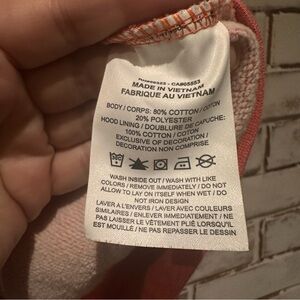 MADE IN VIETNAM
FABRIQUE AU VIETNAM
BODY / CORPS: 80% COTTON / COTON
20% POLYESTER
HOOD LINING / DOUBLURE DE CAPUCHE:
100% COTTON / COTON
EXCLUSIVE OF DECORATION /
DECORATION NON COMPRISE
WASH INSIDE OUT / WASH WITH LIKE
COLORS / REMOVE IMMEDIATELY / DO NOT
ALLOW TO LAY ON ITSELF WHEN WET / DO
NOT IRON DESIGN
LAVER A L'ENVERS / LAVER AVEC COULEURS
SIMILAIRES / ENLEVER IMMEDIATEMENT / NE
PAS LAISSER LE VÊTEMENT PLIÉ LORSQU'IL
EST MOUILLÉ / NE PAS REPASSER LE DESSIN